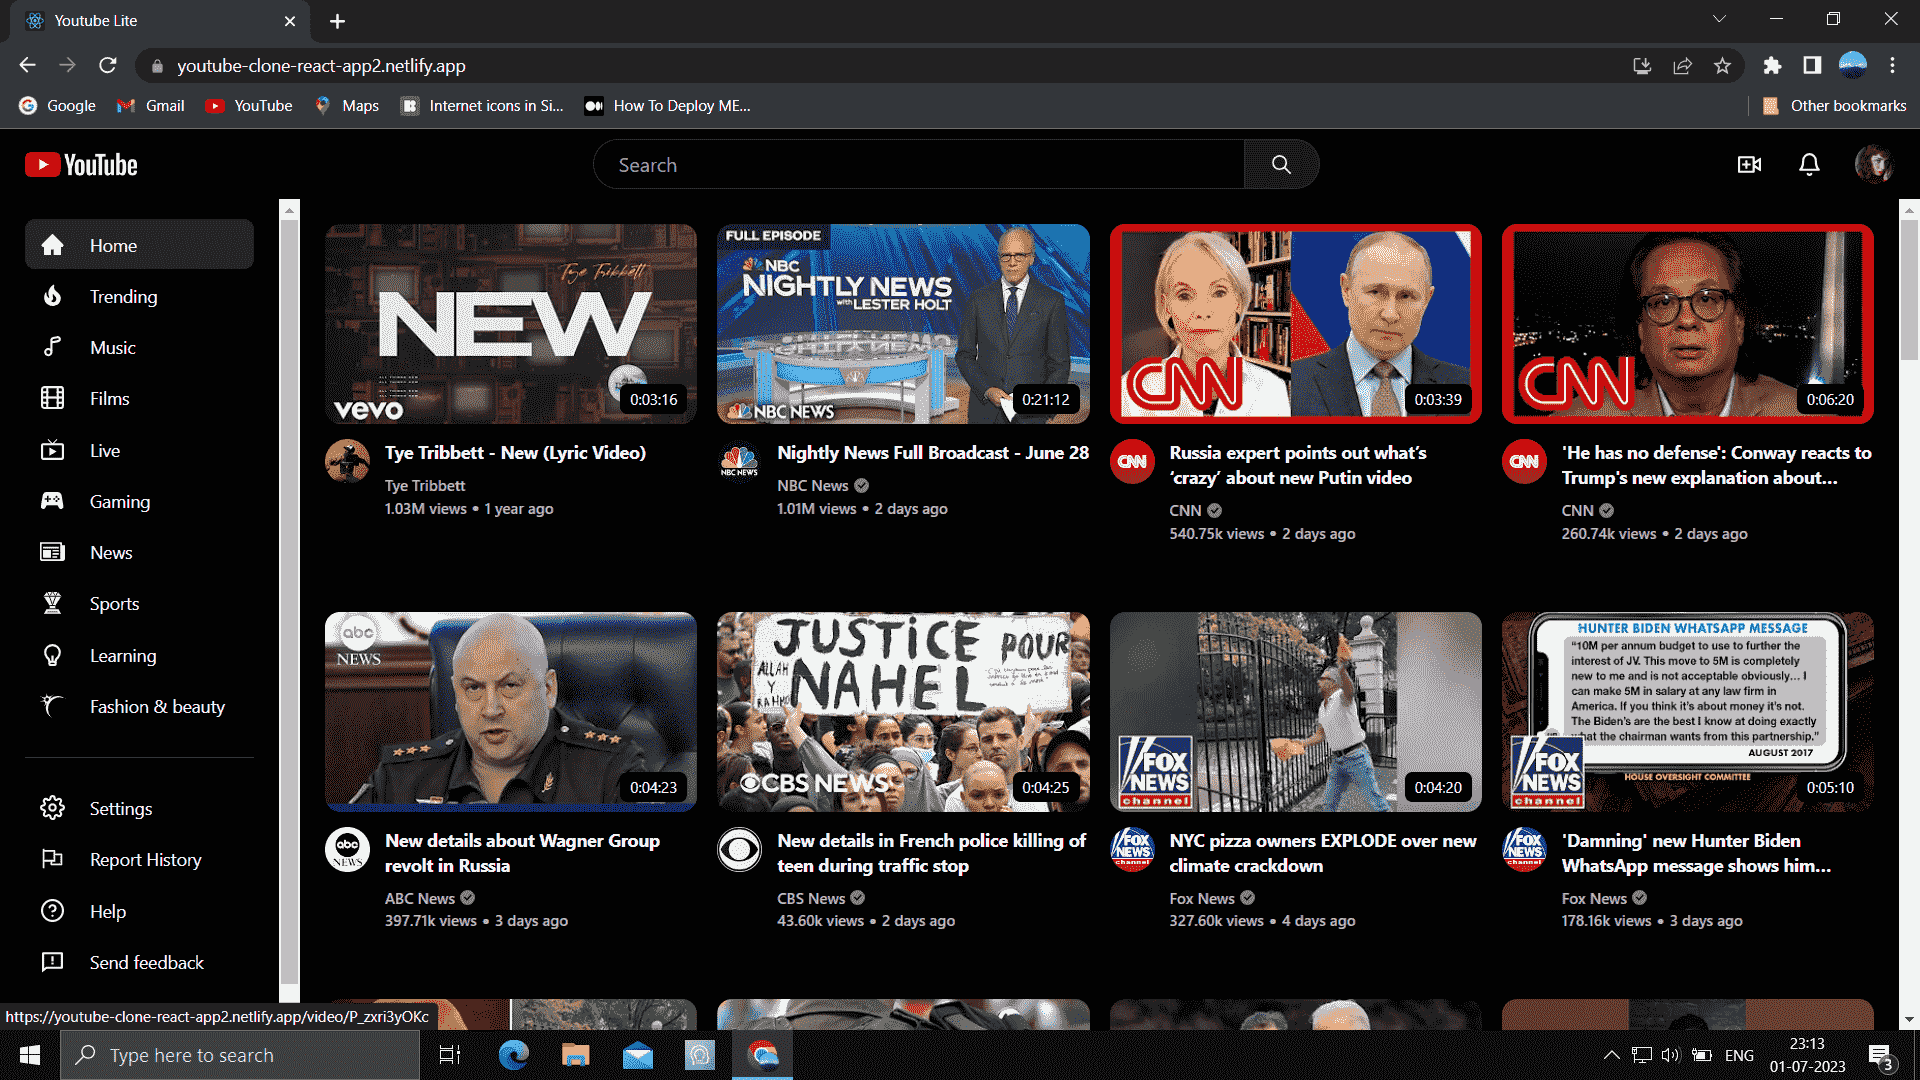 Youtube Lite
youtube-clone-react-app2.netlify.app
Google
Gmail
YouTube
Maps
Internet icons in Si...
How To Deploy ME...
Other bookmarks
YouTube
Search
Home
Trending
Music
Films
Live
Gaming
News
Sports
Learning
Fashion & beauty
Settings
Report History
Help
Send feedback
Tye Tribbett
NEW
vevo
0:03:16
Tye Tribbett - New (Lyric Video)
Tye Tribbett
1.03M views • 1 year ago
FULL EPISODE
NBC
NIGHTLY NEWS
with LESTER HOLT
NBC NEWS
0:21:12
NBC NEWS
Nightly News Full Broadcast - June 28
NBC News
1.01M views • 2 days ago
CNN
0:03:39
CNN
Russia expert points out what’s
‘crazy’ about new Putin video
CNN
540.75k views • 2 days ago
CNN
0:06:20
CNN
'He has no defense': Conway reacts to
Trump's new explanation about...
CNN
260.74k views • 2 days ago
abc
NEWS
0:04:23
abc
NEWS
New details about Wagner Group
revolt in Russia
ABC News
397.71k views • 3 days ago
JUSTICE POUR
NAHEL
ALLAH
Y
RAHMO
CBS NEWS
0:04:25
New details in French police killing of
teen during traffic stop
CBS News
43.60k views • 2 days ago
FOX
NEWS
channel
0:04:20
FOX
NEWS
channel
NYC pizza owners EXPLODE over new
climate crackdown
Fox News
327.60k views • 4 days ago
HUNTER BIDEN WHATSAPP MESSAGE
“10M per annum budget to use to further the
interest of JV. This move to 5M is completely
new to me and is not acceptable obviously... I
can make 5M in salary at any law firm in
America. If you think it’s about money it’s not.
The Biden’s are the best I know at doing exactly
what the chairman wants from this partnership.”
AUGUST 2017
HOUSE OVERSIGHT COMMITTEE
FOX
NEWS
channel
0:05:10
FOX
NEWS
channel
'Damning' new Hunter Biden
WhatsApp message shows him...
Fox News
178.16k views • 3 days ago
https://youtube-clone-react-app2.netlify.app/video/P_zxri3yOKc
Type here to search
ENG
23:13
01-07-2023
3